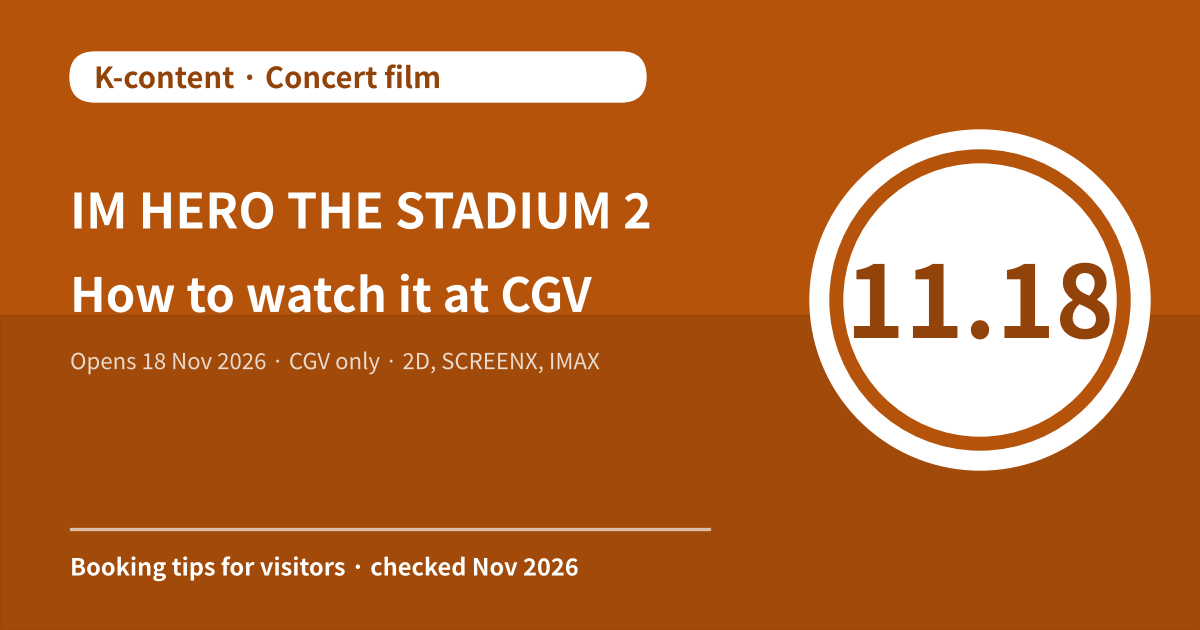 K-content · Concert film
IM HERO THE STADIUM 2
How to watch it at CGV
Opens 18 Nov 2026 · CGV only · 2D, SCREENX, IMAX
11.18
Booking tips for visitors · checked Nov 2026